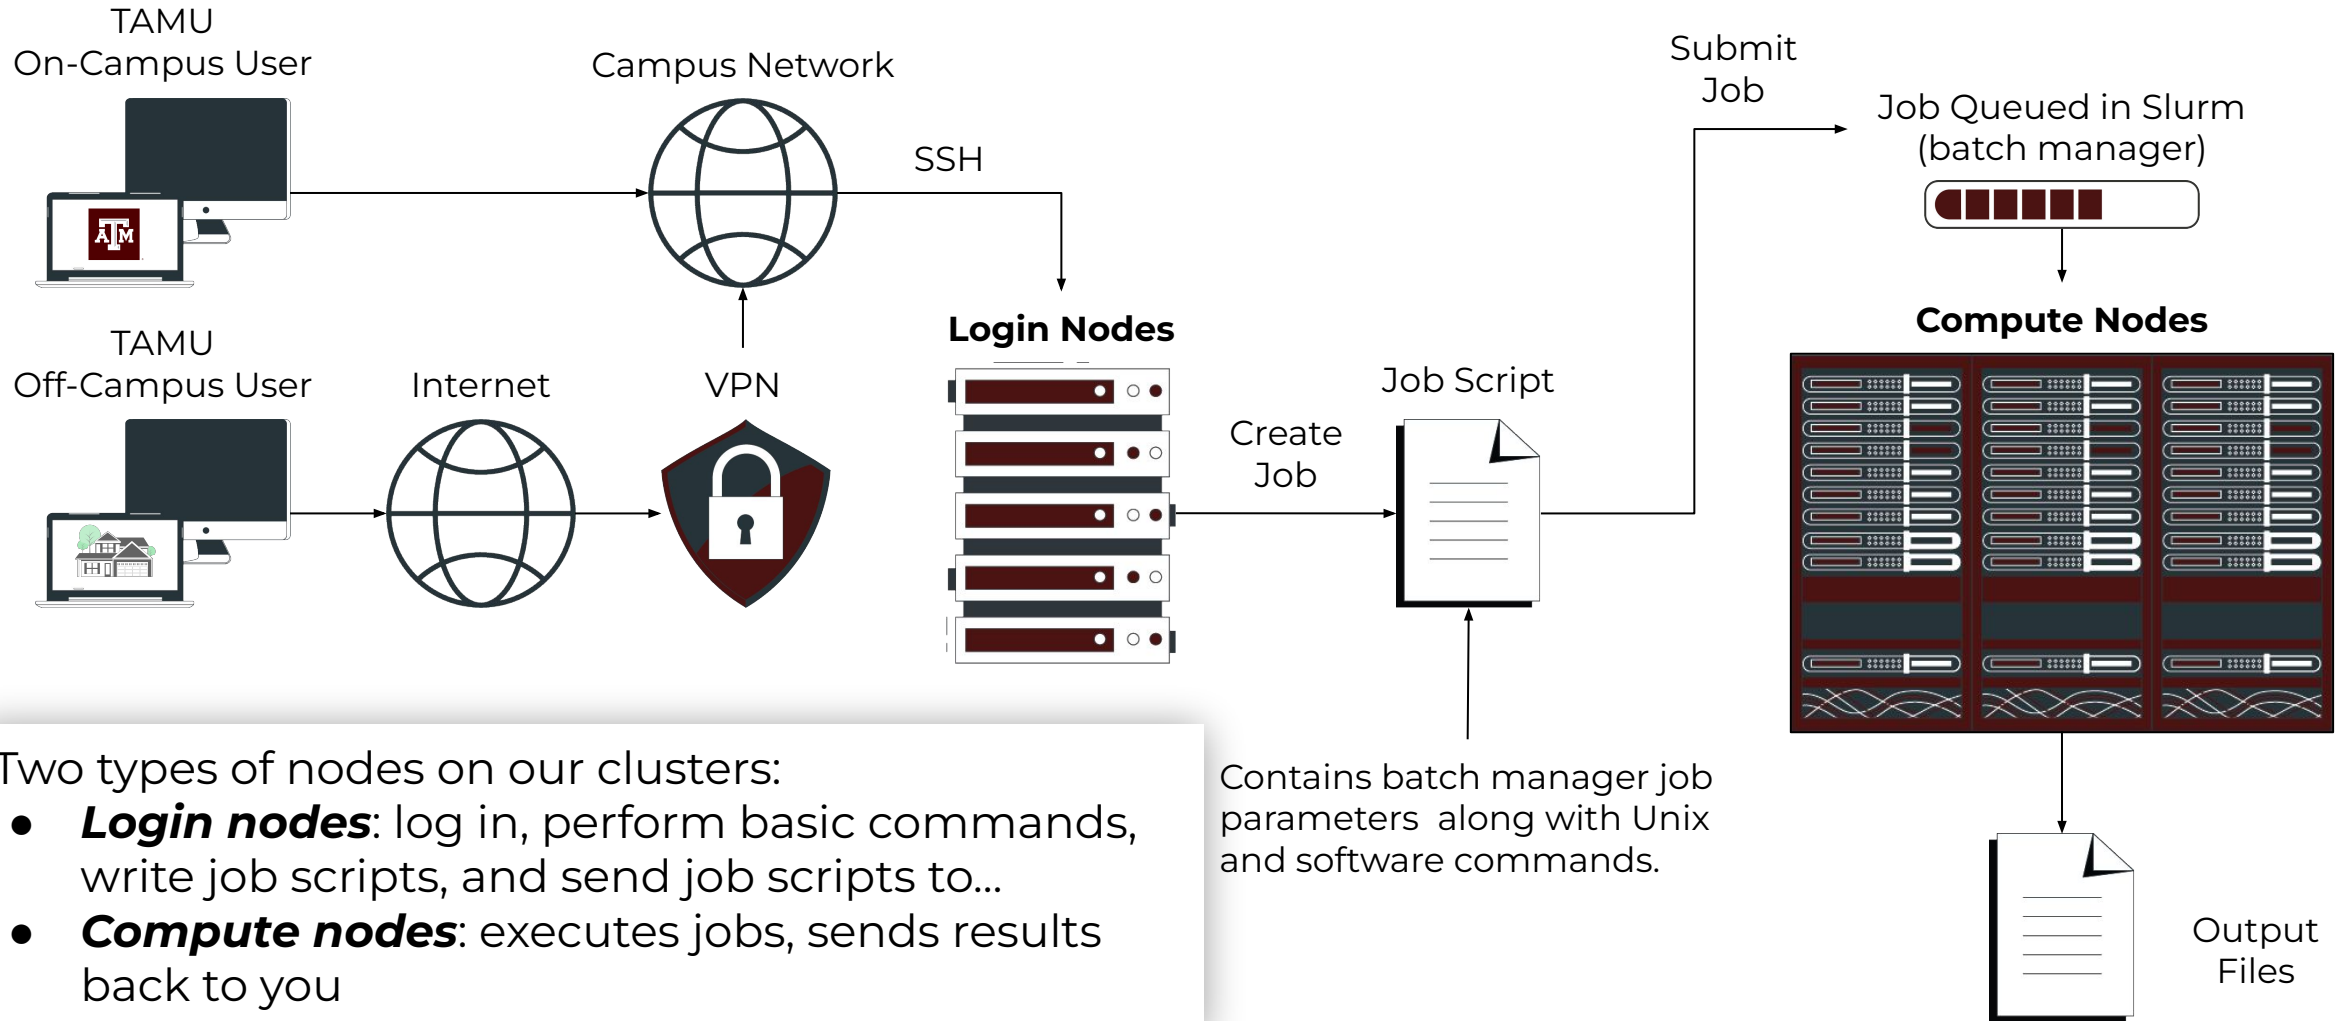 TAMU
On-Campus User
Campus Network
SSH
Submit
Job
Job Queued in Slurm
(batch manager)
ATM
TAMU
Off-Campus User
Internet
VPN
Login Nodes
Create
Job
Job Script
Compute Nodes
Contains batch manager job
parameters along with Unix
and software commands.
Output
Files
Two types of nodes on our clusters:
● Login nodes: log in, perform basic commands,
write job scripts, and send job scripts to...
● Compute nodes: executes jobs, sends results
back to you